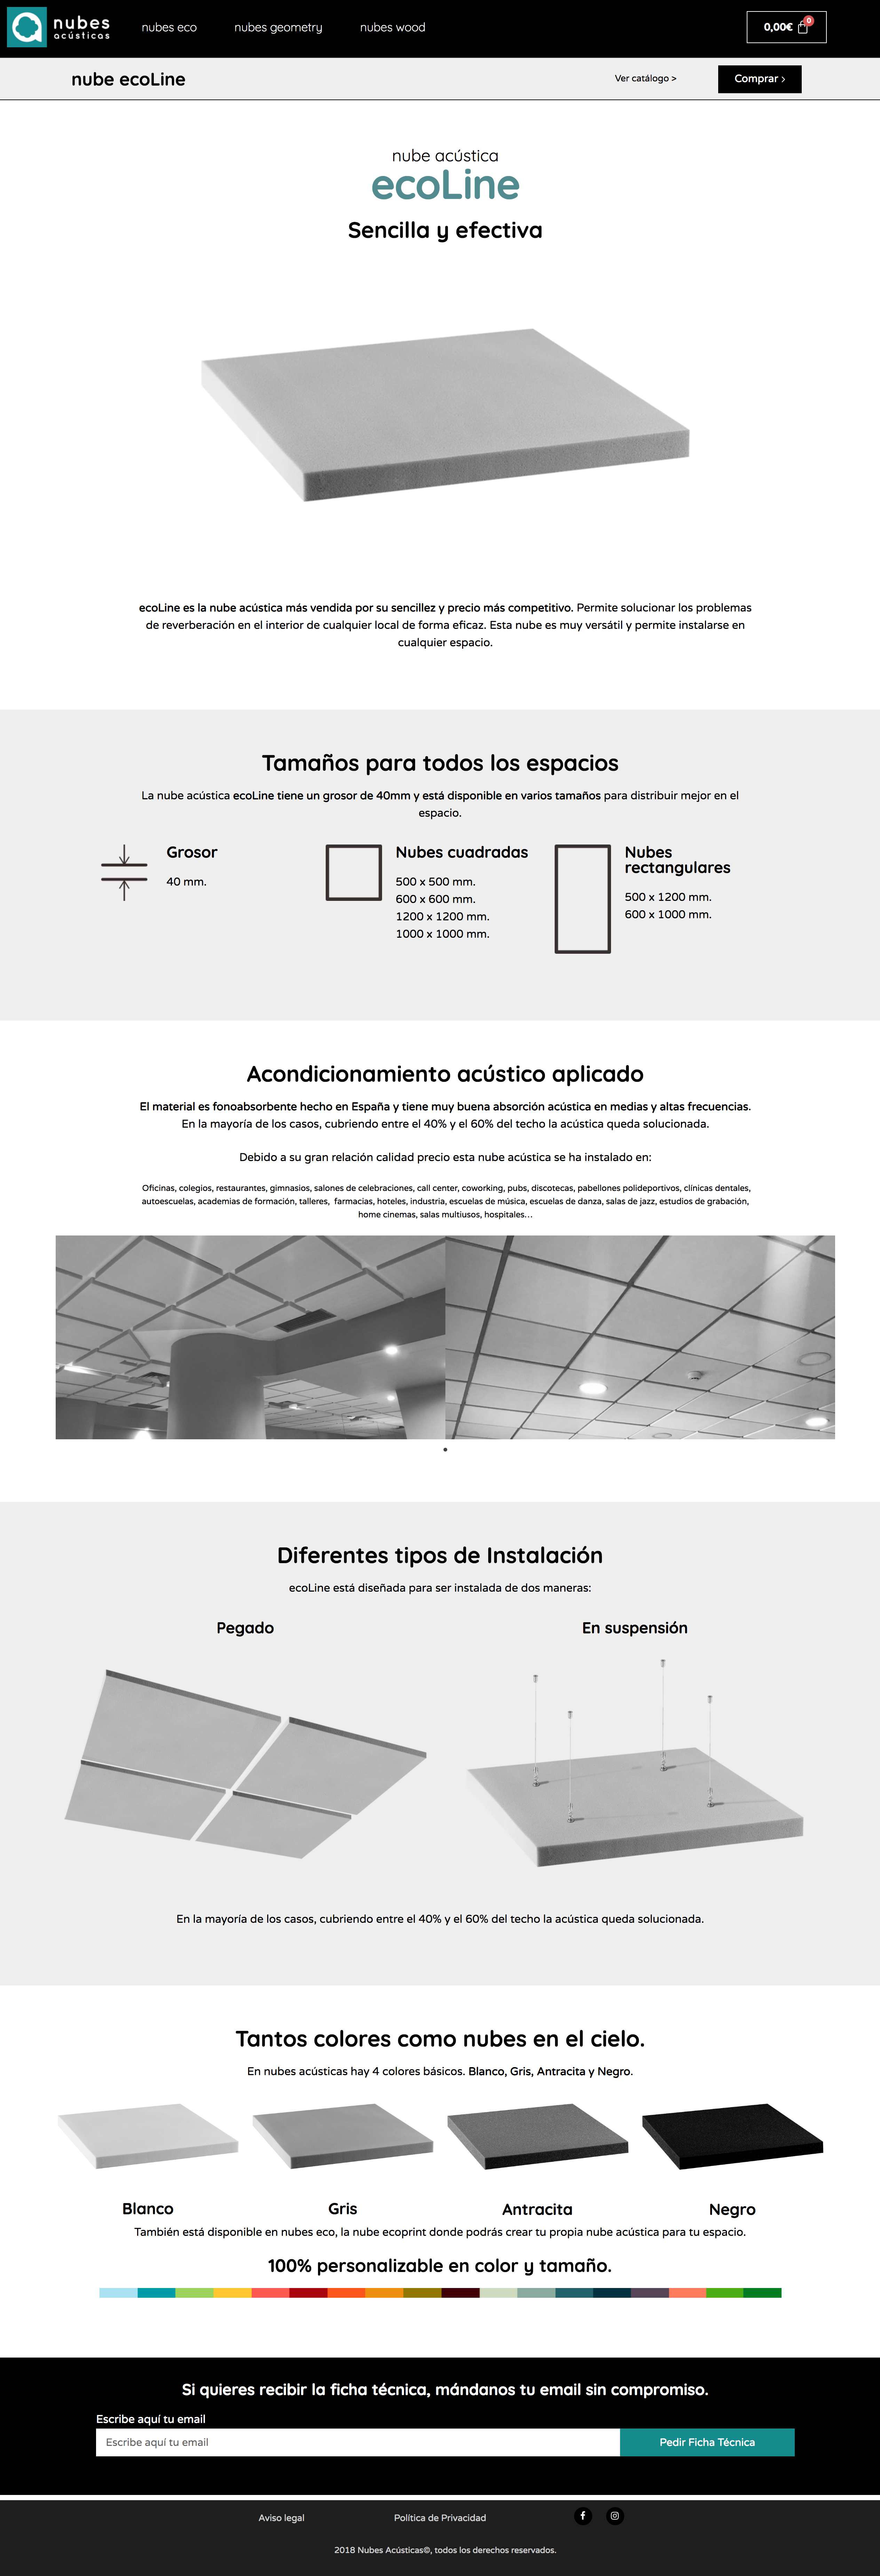 nubes
acústicas
nubes eco
nubes geometry
nubes wood
0,00€
0
nube ecoLine
Ver catálogo >
Comprar ›
nube acústica
ecoLine
Sencilla y efectiva
ecoLine es la nube acústica más vendida por su sencillez y precio más competitivo. Permite solucionar los problemas
de reverberación en el interior de cualquier local de forma eficaz. Esta nube es muy versátil y permite instalarse en
cualquier espacio.
Tamaños para todos los espacios
La nube acústica ecoLine tiene un grosor de 40mm y está disponible en varios tamaños para distribuir mejor en el
espacio.
Grosor
40 mm.
Nubes cuadradas
500 x 500 mm.
600 x 600 mm.
1200 x 1200 mm.
1000 x 1000 mm.
Nubes
rectangulares
500 x 1200 mm.
600 x 1000 mm.
Acondicionamiento acústico aplicado
El material es fonoabsorbente hecho en España y tiene muy buena absorción acústica en medias y altas frecuencias.
En la mayoría de los casos, cubriendo entre el 40% y el 60% del techo la acústica queda solucionada.
Debido a su gran relación calidad precio esta nube acústica se ha instalado en:
Oficinas, colegios, restaurantes, gimnasios, salones de celebraciones, call center, coworking, pubs, discotecas, pabellones polideportivos, clínicas dentales,
autoescuelas, academias de formación, talleres, farmacias, hoteles, industria, escuelas de música, escuelas de danza, salas de jazz, estudios de grabación,
home cinemas, salas multiusos, hospitales...
Diferentes tipos de Instalación
ecoLine está diseñada para ser instalada de dos maneras:
Pegado
En suspensión
En la mayoría de los casos, cubriendo entre el 40% y el 60% del techo la acústica queda solucionada.
Tantos colores como nubes en el cielo.
En nubes acústicas hay 4 colores básicos. Blanco, Gris, Antracita y Negro.
Blanco
Gris
Antracita
Negro
También está disponible en nubes eco, la nube ecoprint donde podrás crear tu propia nube acústica para tu espacio.
100% personalizable en color y tamaño.
Si quieres recibir la ficha técnica, mándanos tu email sin compromiso.
Escribe aquí tu email
Escribe aquí tu email
Pedir Ficha Técnica
Aviso legal
Política de Privacidad
2018 Nubes Acústicas©, todos los derechos reservados.